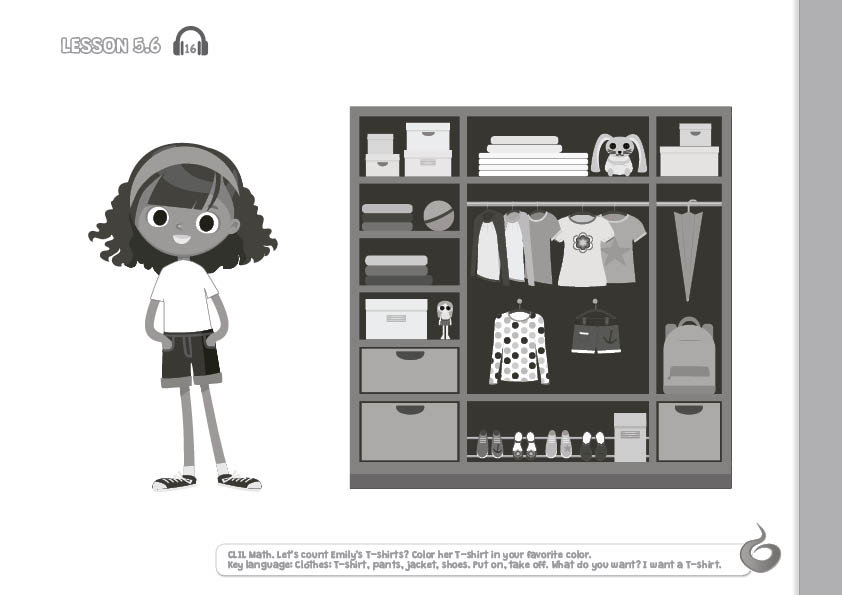 LESSON 5.6
16
CLIL Math. Let's count Emily's T-shirts? Color her T-shirt in your favorite color.
Key language: Clothes: T-shirt, pants, jacket, shoes. Put on, take off. What do you want? I want a T-shirt.